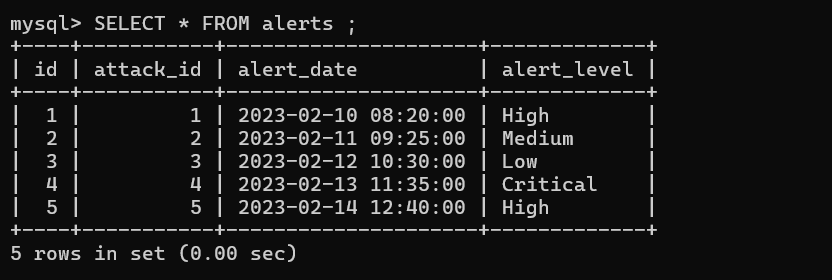 mysql> SELECT * FROM alerts ;
+----+-----------+---------------------+-------------+
| id | attack_id | alert_date          | alert_level |
+----+-----------+---------------------+-------------+
|  1 |         1 | 2023-02-10 08:20:00 | High        |
|  2 |         2 | 2023-02-11 09:25:00 | Medium      |
|  3 |         3 | 2023-02-12 10:30:00 | Low         |
|  4 |         4 | 2023-02-13 11:35:00 | Critical    |
|  5 |         5 | 2023-02-14 12:40:00 | High        |
+----+-----------+---------------------+-------------+
5 rows in set (0.00 sec)